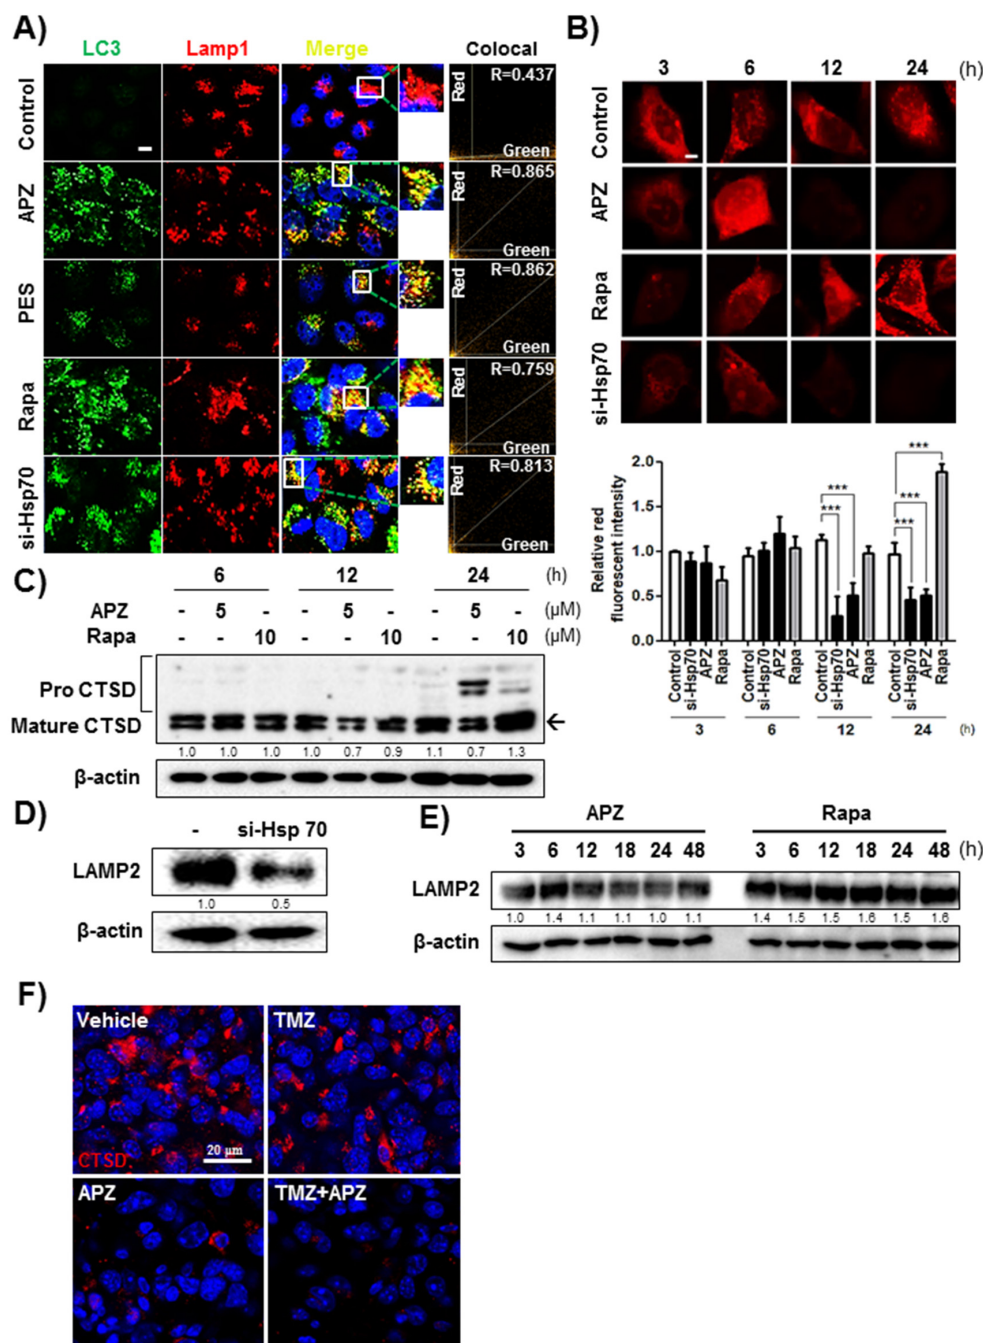 A)
LC3 Lamp1 Merge Colocal
Control
Red
R=0.437
Green
APZ
Red
R=0.865
Green
PES
Red
R=0.862
Green
Rapa
Red
R=0.759
Green
si-Hsp70
Red
R=0.813
Green
B)
3 6 12 24 (h)
Control
APZ
Rapa
si-Hsp70
Relative red
fluorescent intensity
2.0
1.5
1.0
0.5
0.0
*** *** *** *** ***
Control si-Hsp70 APZ Rapa Control si-Hsp70 APZ Rapa Control si-Hsp70 APZ Rapa Control si-Hsp70 APZ Rapa
3 6 12 24 (h)
C)
6 12 24 (h)
APZ - 5 - - 5 - - 5 - (μM)
Rapa - - 10 - - 10 - - 10 (μM)
Pro CTSD
Mature CTSD ←
1.0 1.0 1.0 1.0 0.7 0.9 1.1 0.7 1.3
β-actin
D)
- si-Hsp 70
LAMP2
1.0 0.5
β-actin
E)
APZ Rapa
3 6 12 18 24 48 3 6 12 18 24 48 (h)
LAMP2
1.0 1.4 1.1 1.1 1.0 1.1 1.4 1.5 1.5 1.6 1.5 1.6
β-actin
F)
Vehicle TMZ
CTSD 20 μm
APZ TMZ+APZ